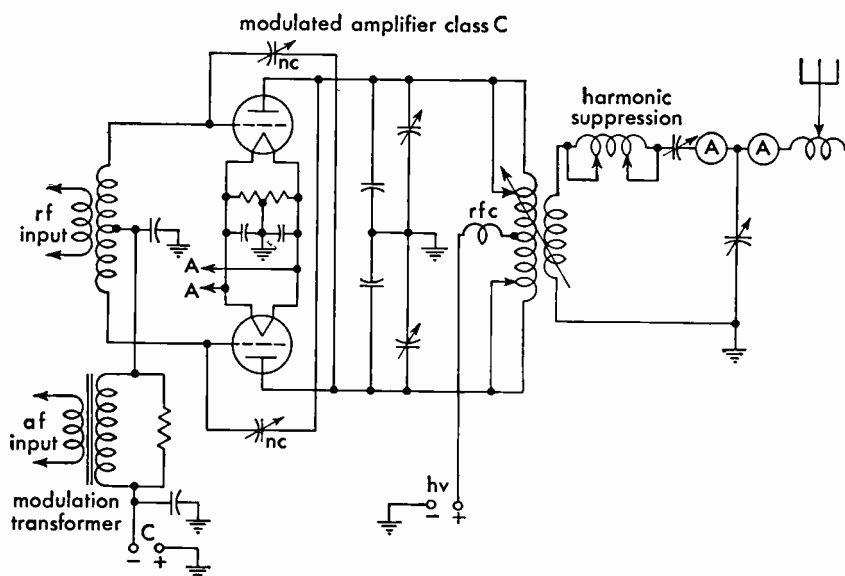 modulated amplifier class C
nc
harmonic
suppression
A
A
rf
input
rfc
A
A
af
input
nc
modulation
transformer
hv
- +
C
- +